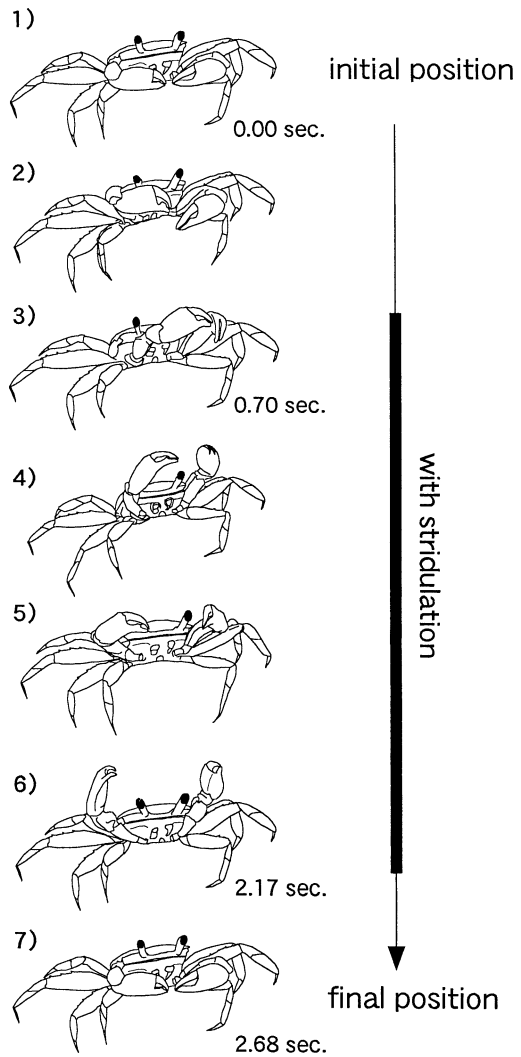 1)
initial position
0.00 sec.
2)
3)
0.70 sec.
4)
with stridulation
5)
6)
2.17 sec.
7)
final position
2.68 sec.